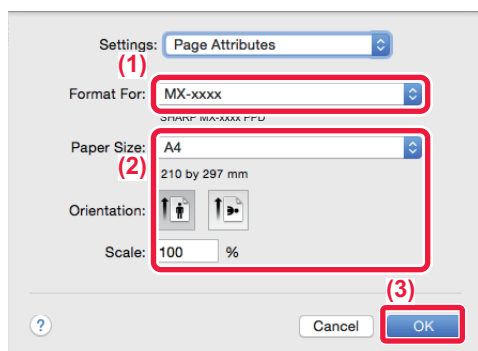 Settings: Page Attributes
(1)
Format For: MX-xxxx
SHARP MX-xxxx PPD
Paper Size: A4
(2)
210 by 297 mm
Orientation:
Scale: 100 %
(3)
? Cancel OK